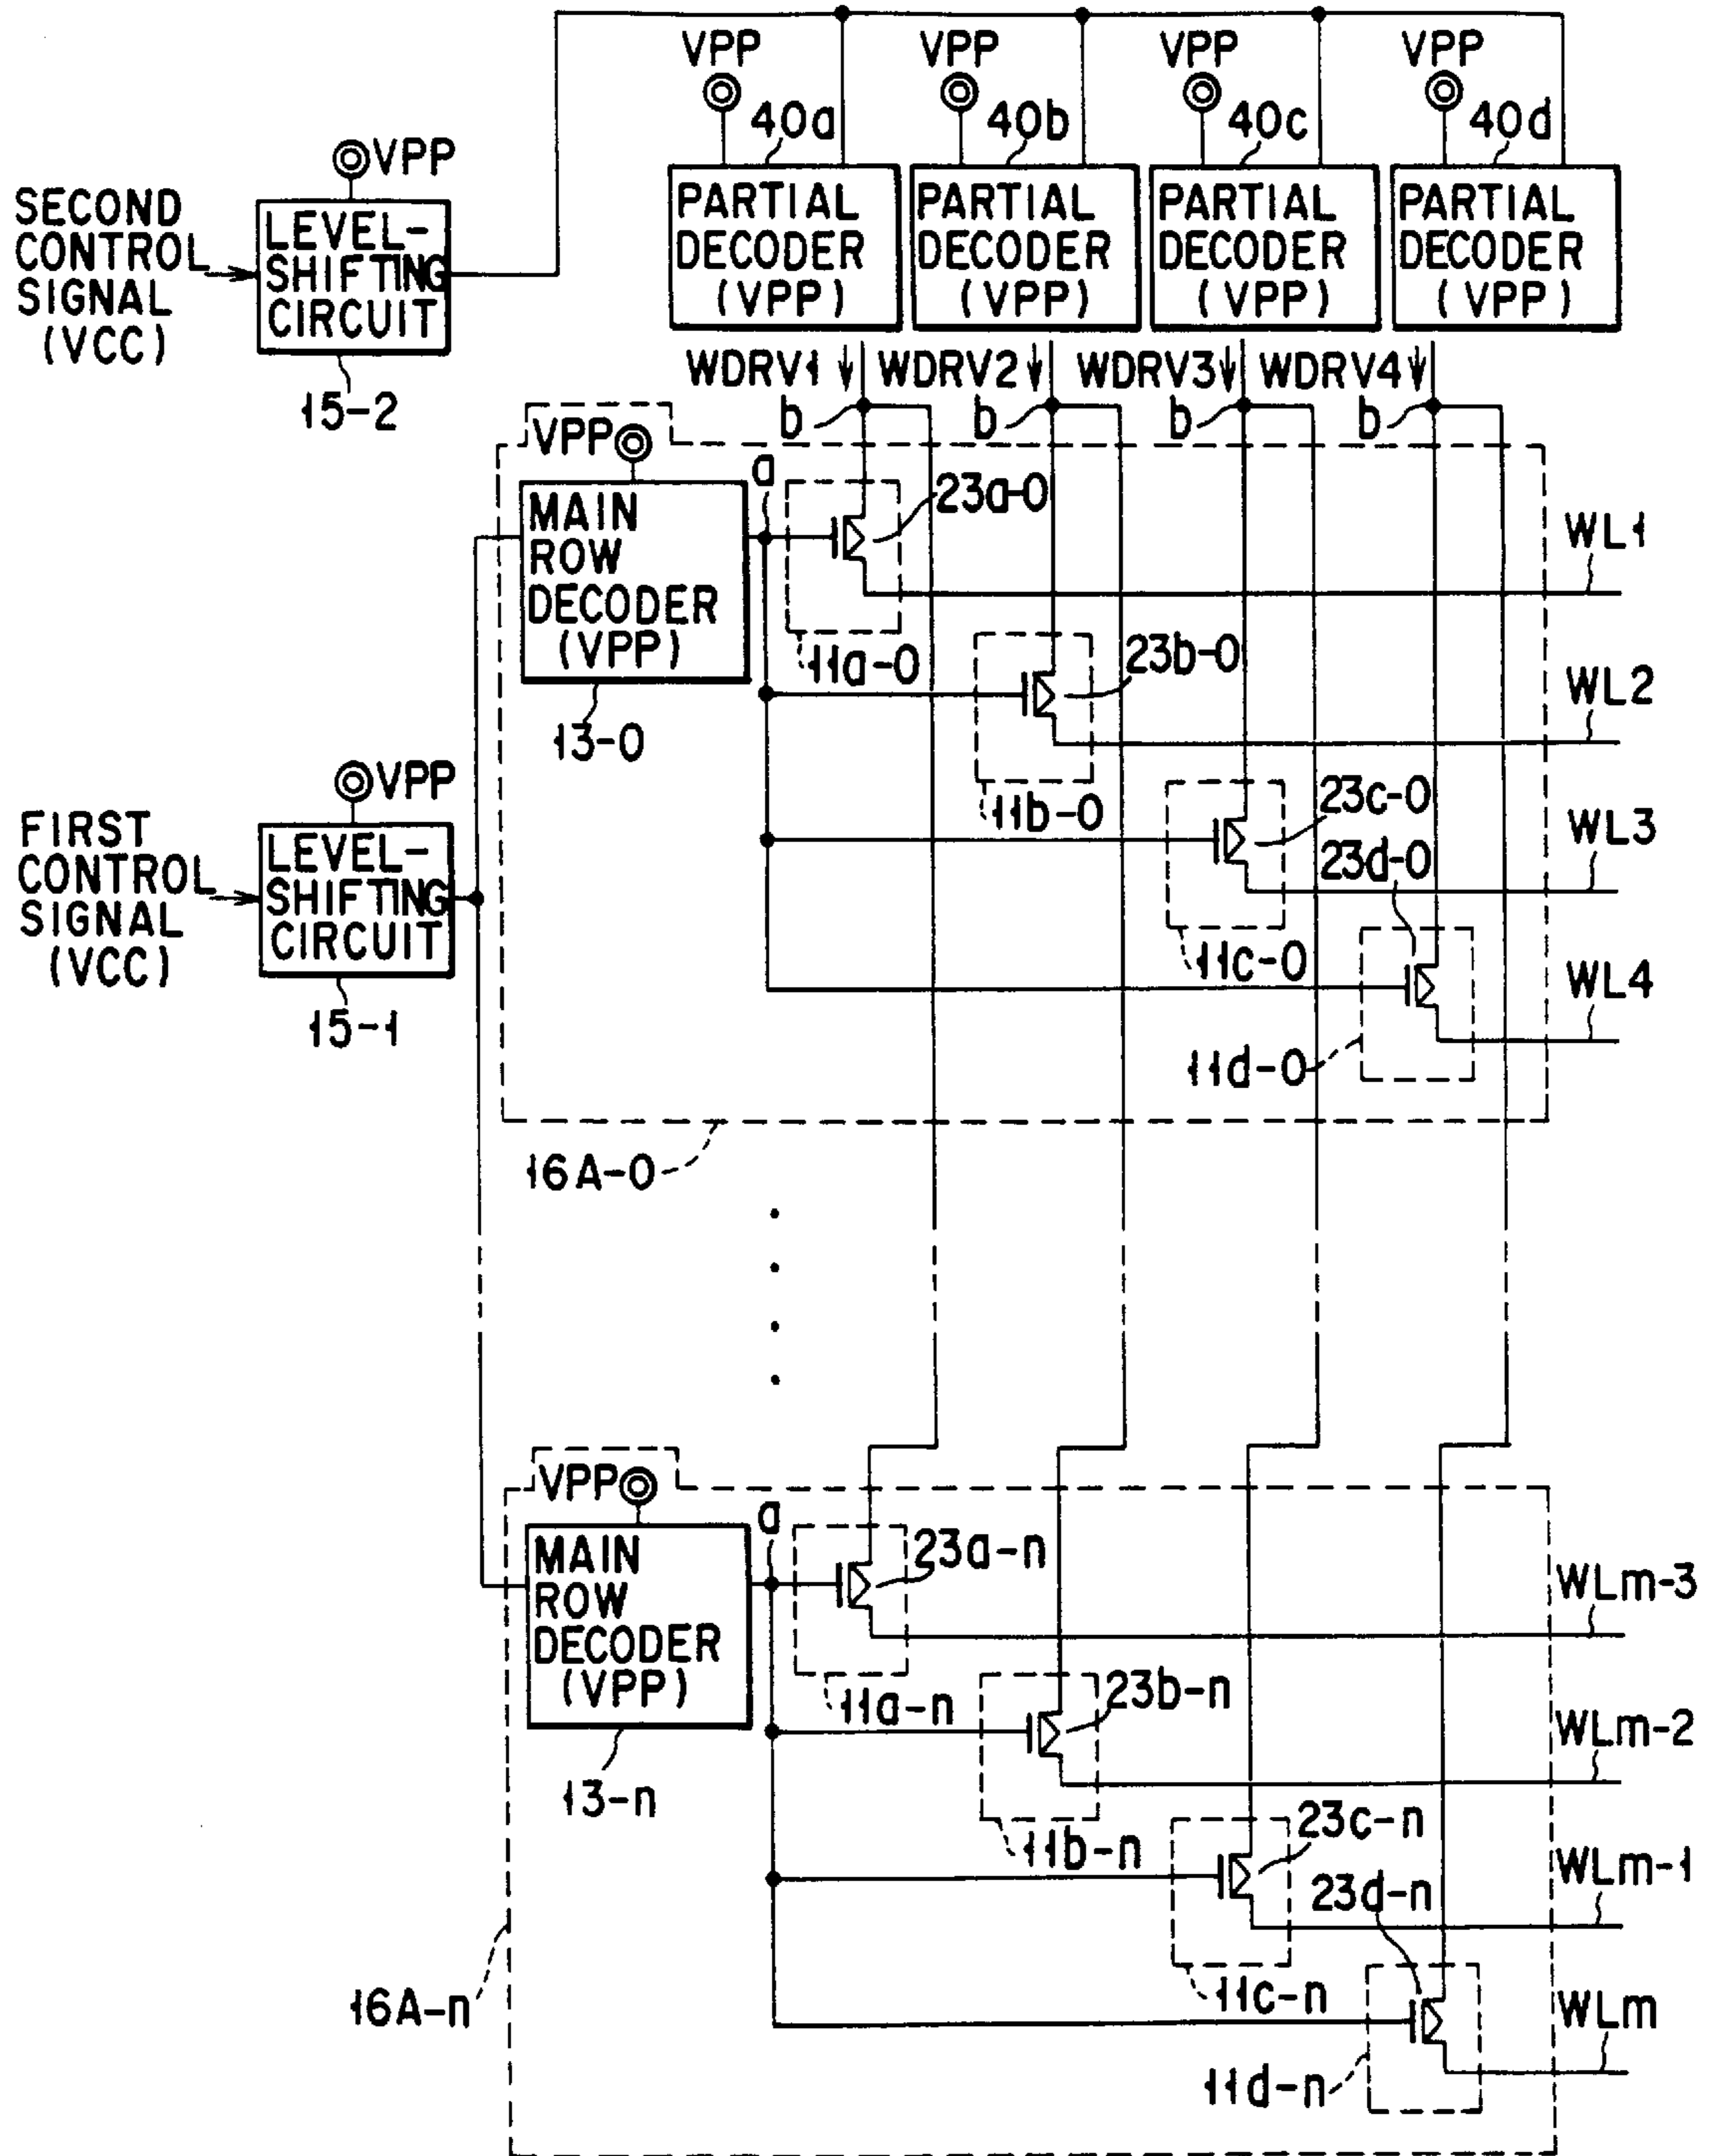 VPP VPP VPP VPP
40a 40b 40c 40d
VPP
SECOND
CONTROL
SIGNAL
(VCC)
LEVEL-
SHIFTING
CIRCUIT
15-2
PARTIAL
DECODER
(VPP)
PARTIAL
DECODER
(VPP)
PARTIAL
DECODER
(VPP)
PARTIAL
DECODER
(VPP)
WDRV1 WDRV2 WDRV3 WDRV4
b b b b
VPP
a
MAIN
ROW
DECODER
(VPP)
13-0
23a-0
11a-0
WL1
23b-0
11b-0
WL2
23c-0
11c-0
WL3
23d-0
11d-0
WL4
VPP
FIRST
CONTROL
SIGNAL
(VCC)
LEVEL-
SHIFTING
CIRCUIT
15-1
16A-0
VPP
a
MAIN
ROW
DECODER
(VPP)
13-n
23a-n
11a-n
WLm-3
23b-n
11b-n
WLm-2
23c-n
11c-n
WLm-1
23d-n
11d-n
WLm
16A-n